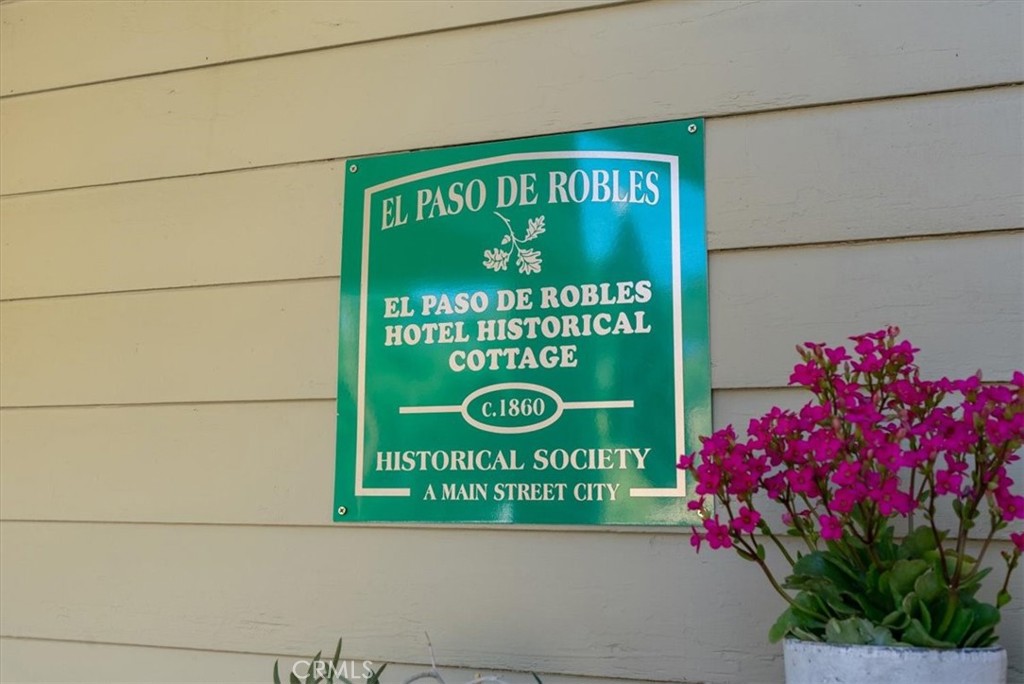 EL PASO DE ROBLES
EL PASO DE ROBLES
HOTEL HISTORICAL
COTTAGE
c.1860
HISTORICAL SOCIETY
A MAIN STREET CITY
CRMLS